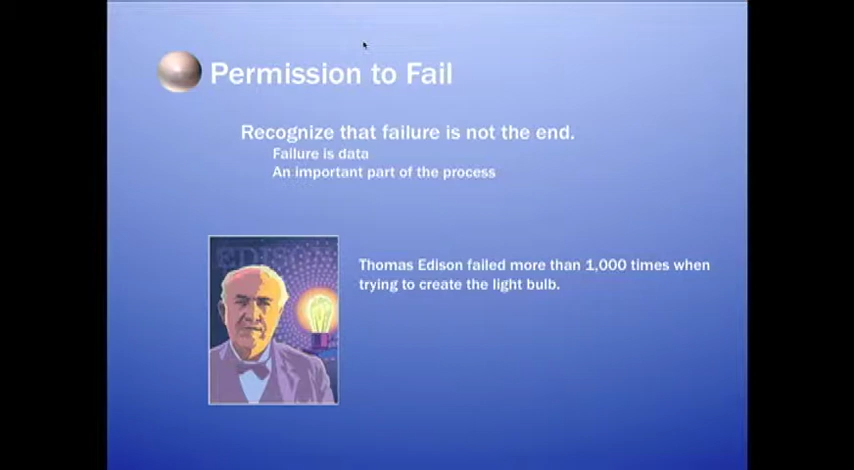 Permission to Fail
Recognize that failure is not the end.
Failure is data
An important part of the process
EDISON
Thomas Edison failed more than 1,000 times when
trying to create the light bulb.